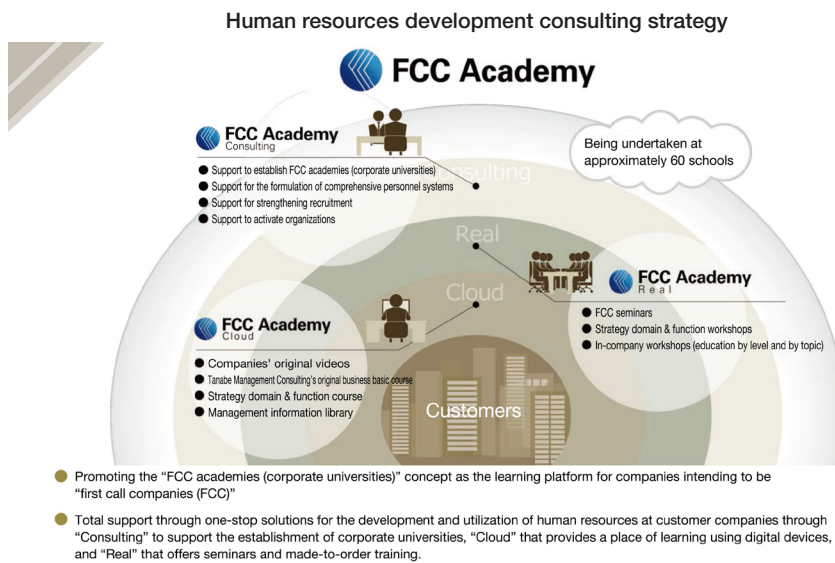 Human resources development consulting strategy
FCC Academy
FCC Academy
Consulting
Being undertaken at
approximately 60 schools
● Support to establish FCC academies (corporate universities)
● Support for the formulation of comprehensive personnel systems
● Support for strengthening recruitment
● Support to activate organizations
Consulting
Real
Cloud
FCC Academy
Real
● FCC seminars
● Strategy domain & function workshops
● In-company workshops (education by level and by topic)
FCC Academy
Cloud
● Companies' original videos
● Tanabe Management Consulting's original business basic course
● Strategy domain & function course
● Management information library
Customers
● Promoting the “FCC academies (corporate universities)” concept as the learning platform for companies intending to be
“first call companies (FCC)”
● Total support through one-stop solutions for the development and utilization of human resources at customer companies through
“Consulting” to support the establishment of corporate universities, “Cloud” that provides a place of learning using digital devices,
and “Real” that offers seminars and made-to-order training.